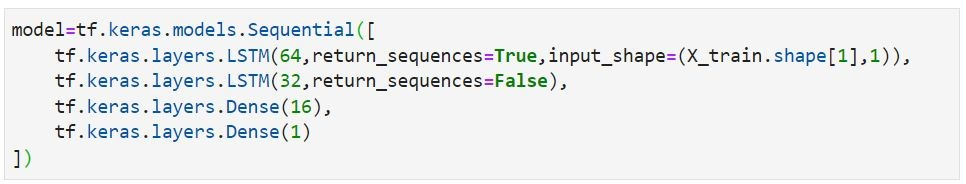 model=tf.keras.models.Sequential([
    tf.keras.layers.LSTM(64,return_sequences=True,input_shape=(X_train.shape[1],1)),
    tf.keras.layers.LSTM(32,return_sequences=False),
    tf.keras.layers.Dense(16),
    tf.keras.layers.Dense(1)
])